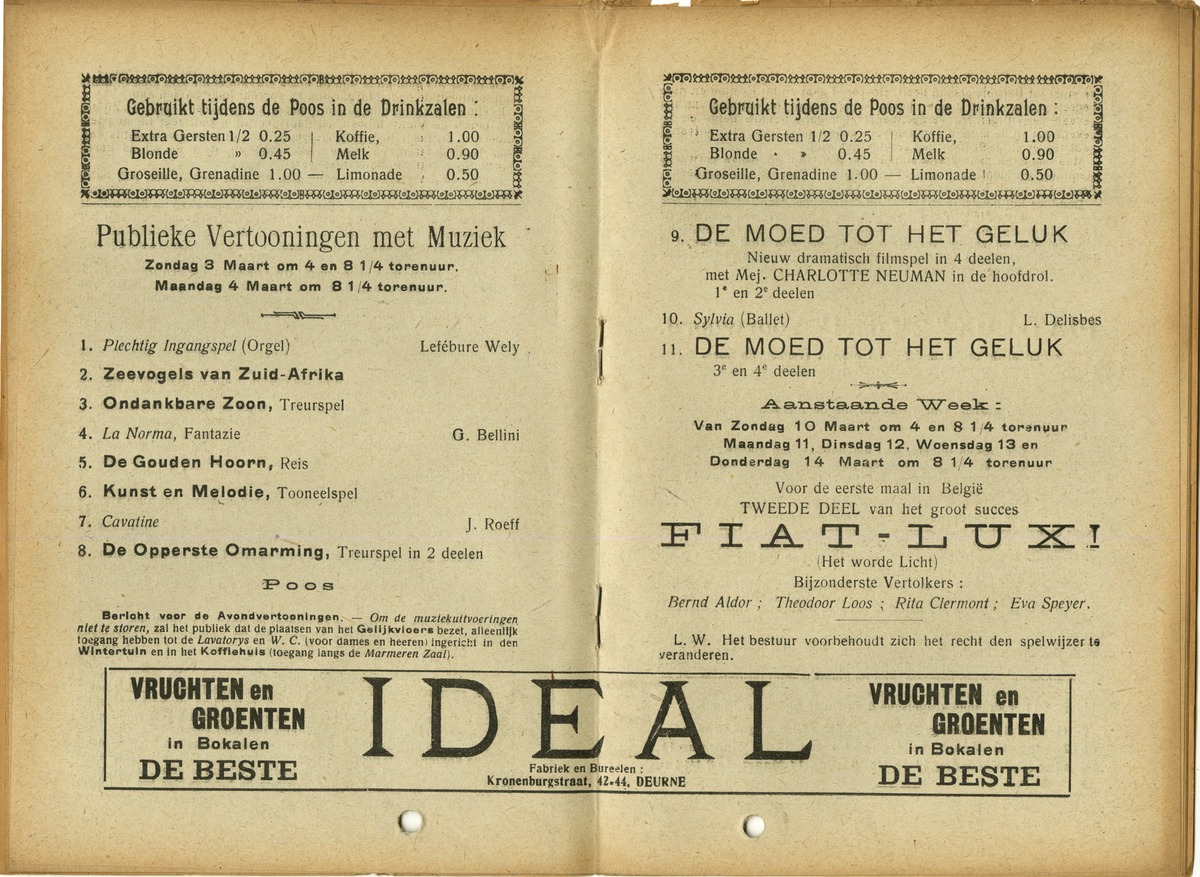 Gebruikt tijdens de Poos in de Drinkzalen :
Extra Gersten 1/2 0.25 Koffie, 1.00
Blonde » 0.45 Melk 0.90
Groseille, Grenadine 1.00 — Limonade 0.50
Publieke Vertooningen met Muziek
Zondag 3 Maart om 4 en 8 1/4 torenuur.
Maandag 4 Maart om 8 1/4 torenuur.
1. Plechtig Ingangspel (Orgel) Lefébure Wely
2. Zeevogels van Zuid-Afrika
3. Ondankbare Zoon, Treurspel
4. La Norma, Fantazie G. Bellini
5. De Gouden Hoorn, Reis
6. Kunst en Melodie, Tooneelspel
7. Cavatine J. Roeff
8. De Opperste Omarming, Treurspel in 2 deelen
Poos
Bericht voor de Avondvertooningen. — Om de muziekuitvoeringen
niet te storen, zal het publiek dat de plaatsen van het Gelijkvloers bezet, alleenlijk
toegang hebben tot de Lavatorys en W. C. (voor dames en heeren) ingericht in den
Wintertuin en in het Koffiehuis (toegang langs de Marmeren Zaal).
Gebruikt tijdens de Poos in de Drinkzalen :
Extra Gersten 1/2 0.25 Koffie, 1.00
Blonde » 0.45 Melk 0.90
Groseille, Grenadine 1.00 — Limonade 0.50
9. DE MOED TOT HET GELUK
Nieuw dramatisch filmspel in 4 deelen,
met Mej. CHARLOTTE NEUMAN in de hoofdrol.
1e en 2e deelen
10. Sylvia (Ballet) L. Delisbes
11. DE MOED TOT HET GELUK
3e en 4e deelen
Aanstaande Week :
Van Zondag 10 Maart om 4 en 8 1/4 torenuur
Maandag 11, Dinsdag 12, Woensdag 13 en
Donderdag 14 Maart om 8 1/4 torenuur
Voor de eerste maal in België
TWEEDE DEEL van het groot succes
FIAT-LUX!
(Het worde Licht)
Bijzonderste Vertolkers :
Bernd Aldor ; Theodoor Loos ; Rita Clermont ; Eva Speyer.
L. W. Het bestuur voorbehoudt zich het recht den spelwijzer te
veranderen.
VRUCHTEN en
GROENTEN
in Bokalen
DE BESTE
IDEAL
Fabriek en Bureelen :
Kronenburgstraat, 42-44, DEURNE
VRUCHTEN en
GROENTEN
in Bokalen
DE BESTE